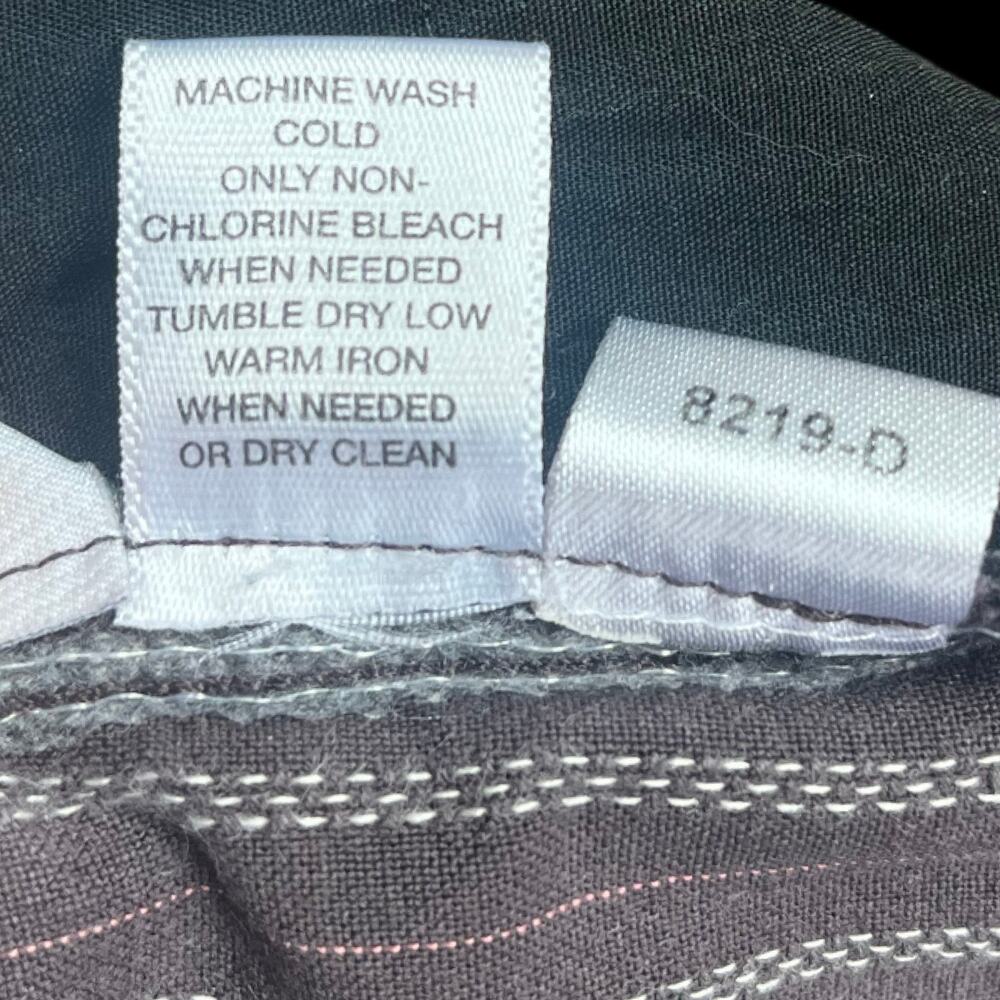 MACHINE WASH
COLD
ONLY NON-
CHLORINE BLEACH
WHEN NEEDED
TUMBLE DRY LOW
WARM IRON
WHEN NEEDED
OR DRY CLEAN
8219-D